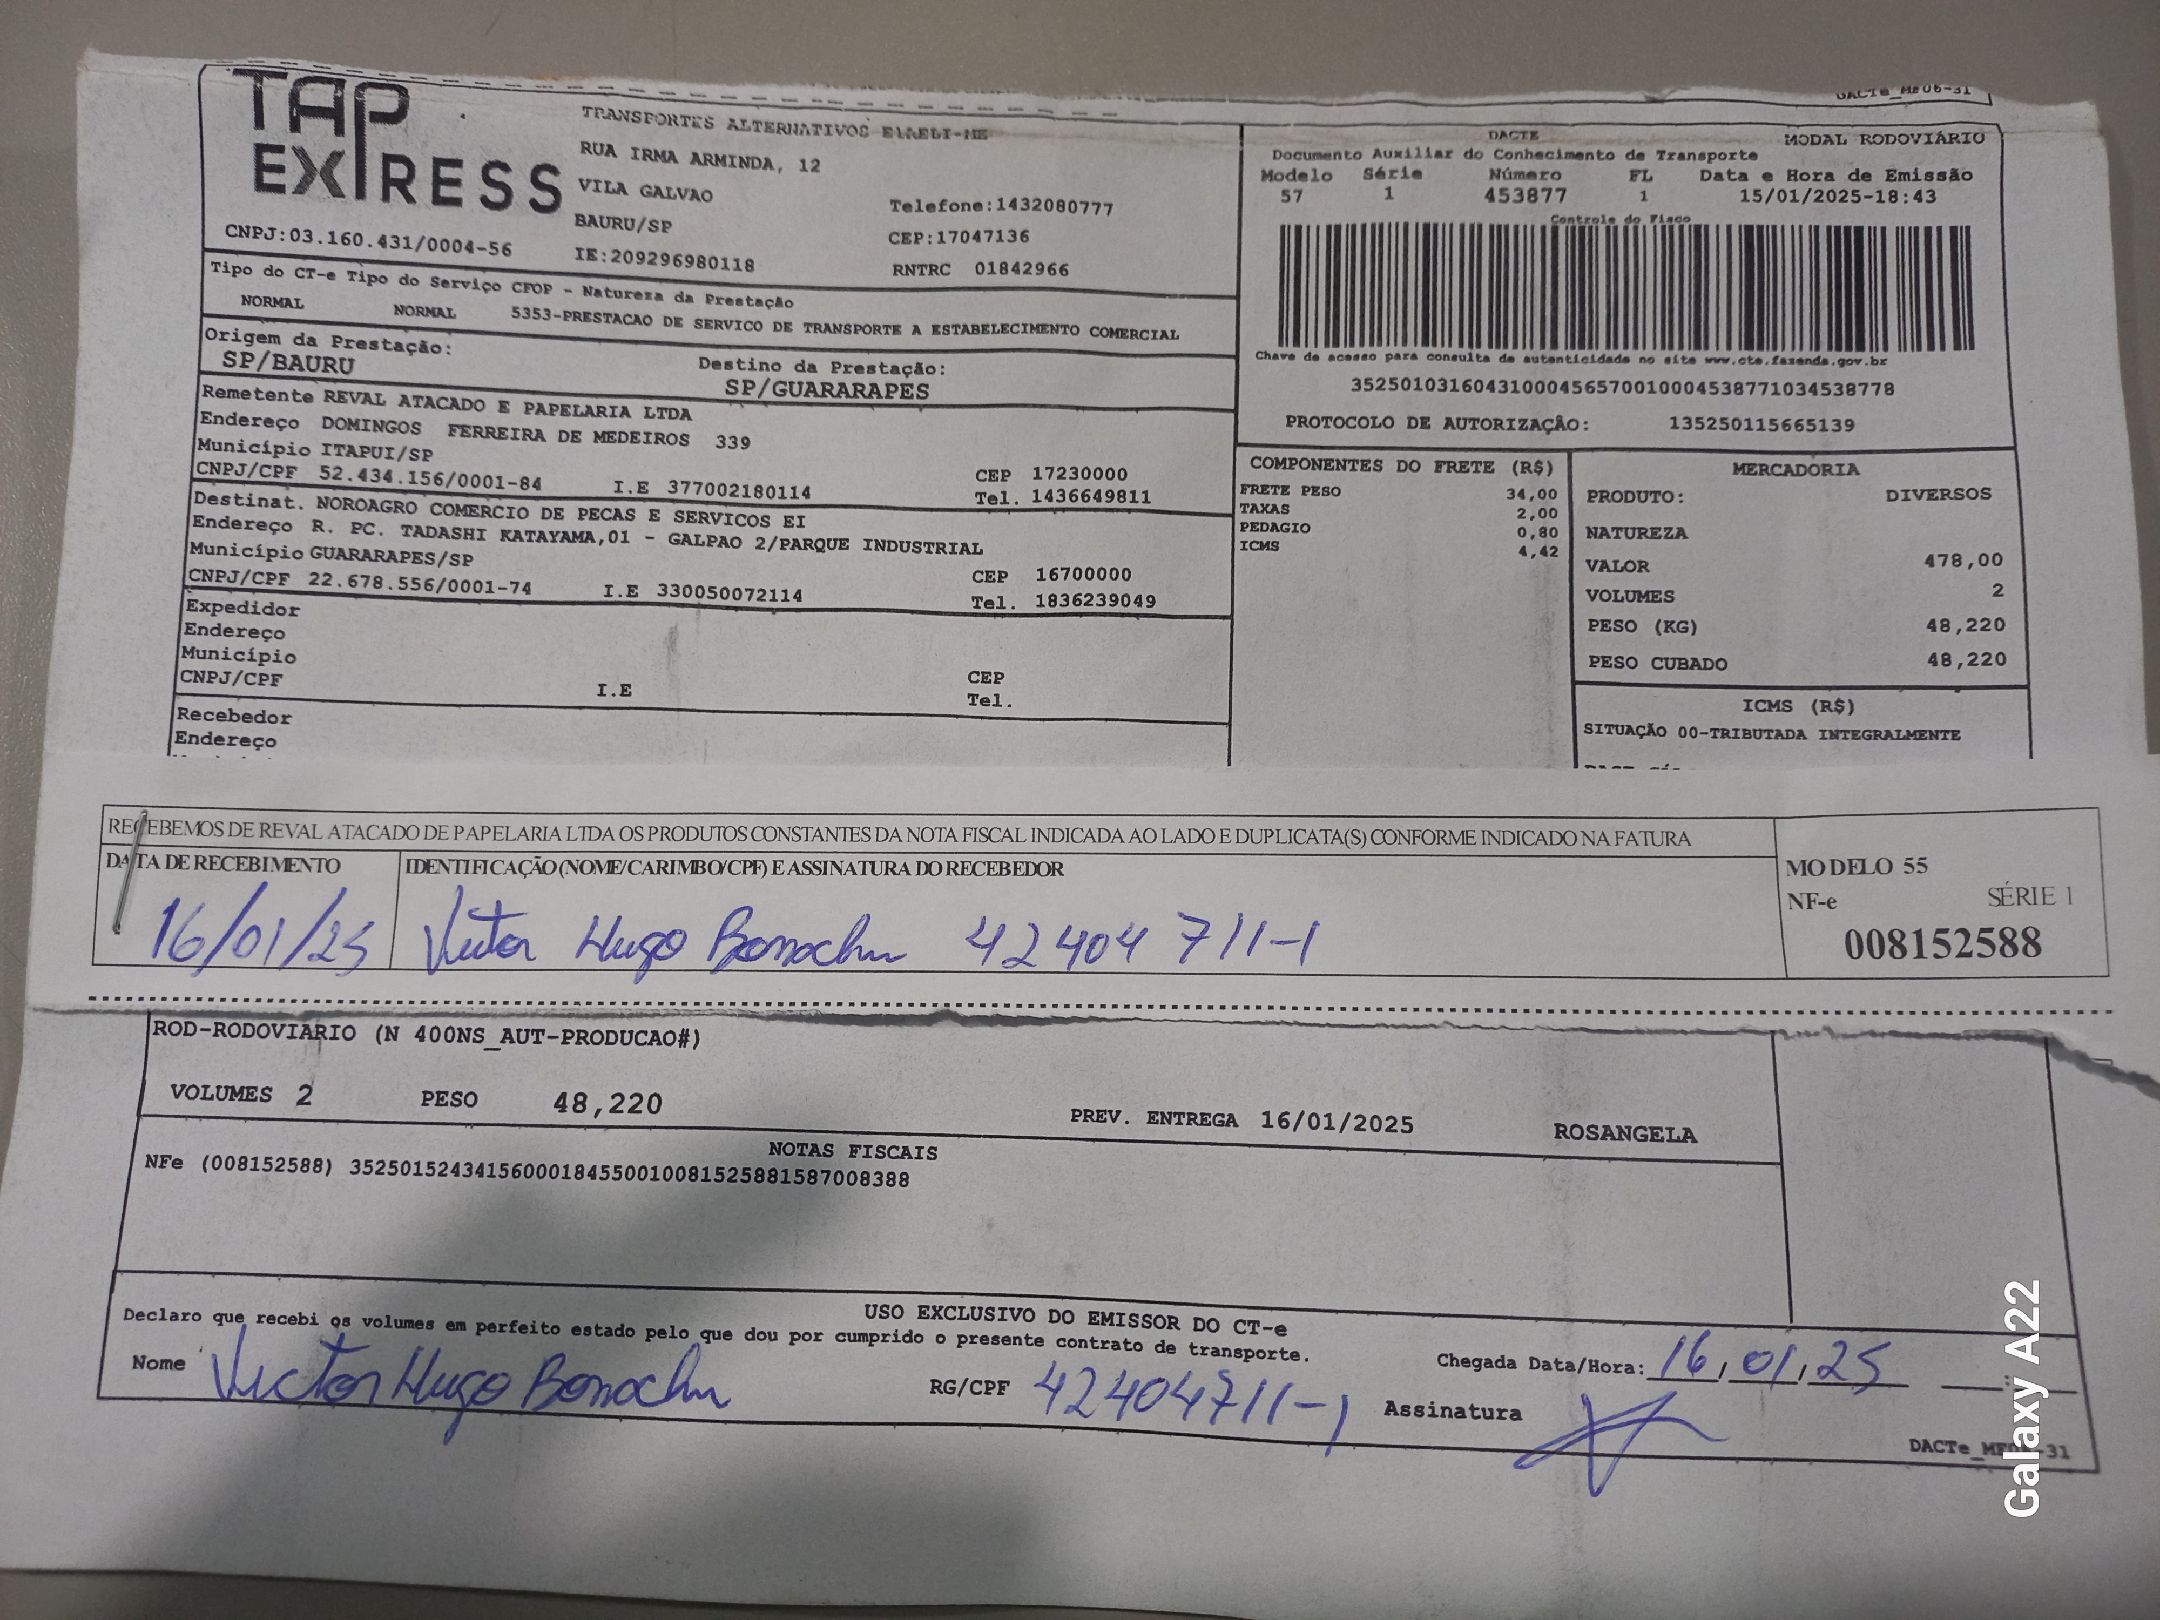 DACTe_MF06-31
TAP EXPRESS
TRANSPORTES ALTERNATIVOS EIRELI-ME
RUA IRMA ARMINDA, 12
VILA GALVAO
BAURU/SP
IE:209296980118
Telefone:1432080777
CEP:17047136
RNTRC 01842966
CNPJ:03.160.431/0004-56
DACTE
MODAL RODOVIÁRIO
Documento Auxiliar do Conhecimento de Transporte
Modelo Série Número FL Data e Hora de Emissão
57 1 453877 1 15/01/2025-18:43
Controle do Fisco
Chave de acesso para consulta de autenticidade no site www.cte.fazenda.gov.br
35250103160431000456570010004538771034538778
PROTOCOLO DE AUTORIZAÇÃO: 135250115665139
Tipo do CT-e Tipo do Serviço CFOP - Natureza da Prestação
NORMAL NORMAL 5353-PRESTACAO DE SERVICO DE TRANSPORTE A ESTABELECIMENTO COMERCIAL
Origem da Prestação: Destino da Prestação:
SP/BAURU SP/GUARARAPES
Remetente REVAL ATACADO E PAPELARIA LTDA
Endereço DOMINGOS FERREIRA DE MEDEIROS 339
Município ITAPUI/SP CEP 17230000
CNPJ/CPF 52.434.156/0001-84 I.E 377002180114 Tel. 1436649811
Destinat. NOROAGRO COMERCIO DE PECAS E SERVICOS EI
Endereço R. PC. TADASHI KATAYAMA,01 - GALPAO 2/PARQUE INDUSTRIAL
Município GUARARAPES/SP CEP 16700000
CNPJ/CPF 22.678.556/0001-74 I.E 330050072114 Tel. 1836239049
Expedidor
Endereço
Município CEP
CNPJ/CPF I.E Tel.
Recebedor
Endereço
COMPONENTES DO FRETE (R$)
FRETE PESO 34,00
TAXAS 2,00
PEDAGIO 0,80
ICMS 4,42
MERCADORIA
PRODUTO: DIVERSOS
NATUREZA
VALOR 478,00
VOLUMES 2
PESO (KG) 48,220
PESO CUBADO 48,220
ICMS (R$)
SITUAÇÃO 00-TRIBUTADA INTEGRALMENTE
RECEBEMOS DE REVAL ATACADO DE PAPELARIA LTDA OS PRODUTOS CONSTANTES DA NOTA FISCAL INDICADA AO LADO E DUPLICATA(S) CONFORME INDICADO NA FATURA
DATA DE RECEBIMENTO IDENTIFICAÇÃO (NOME/CARIMBO/CPF) E ASSINATURA DO RECEBEDOR
16/01/25 Victor Hugo 42404711-1
MODELO 55
NF-e SÉRIE 1
008152588
ROD-RODOVIÁRIO (N 400NS_AUT-PRODUCAO#)
VOLUMES 2 PESO 48,220 PREV. ENTREGA 16/01/2025 ROSANGELA
NOTAS FISCAIS
NFe (008152588) 35250152434156000184550010081525881587008388
USO EXCLUSIVO DO EMISSOR DO CT-e
Declaro que recebi os volumes em perfeito estado pelo que dou por cumprido o presente contrato de transporte.
Nome Victor Hugo RG/CPF 42404711-1 Chegada Data/Hora: 16/01/25
Assinatura
DACTe_MF06-31
Galaxy A22